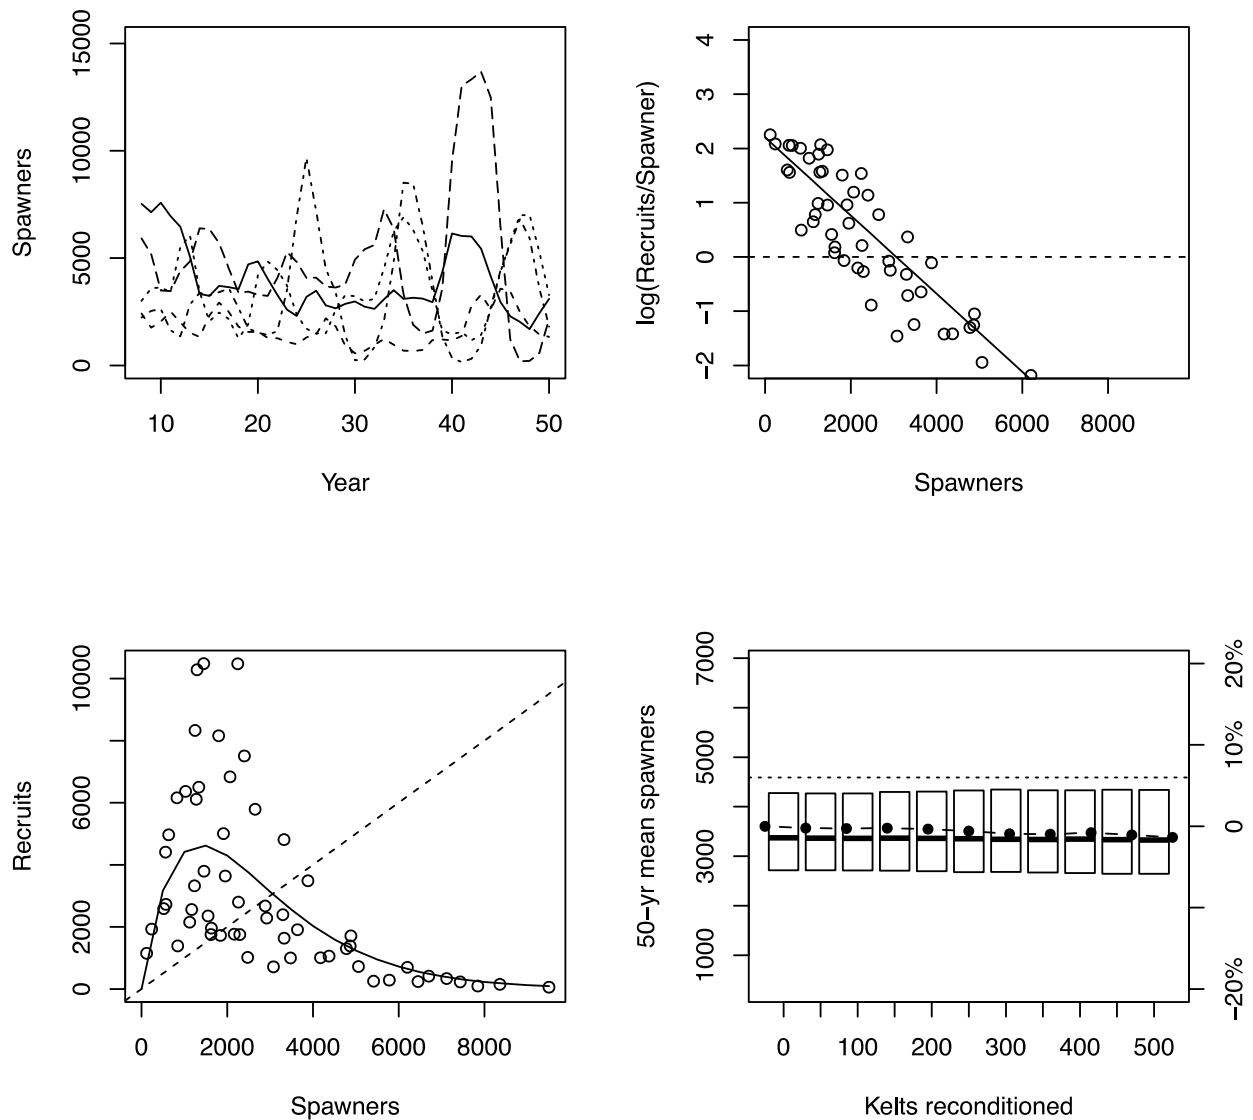 Spawners
15000
10000
5000
0
10 20 30 40 50
Year
log(Recruits/Spawner)
4
3
2
1
0
−1
−2
0 2000 4000 6000 8000
Spawners
Recruits
10000
6000
4000
2000
0
0 2000 4000 6000 8000
Spawners
50−yr mean spawners
7000
5000
3000
1000
20%
10%
0
−20%
0 100 200 300 400 500
Kelts reconditioned